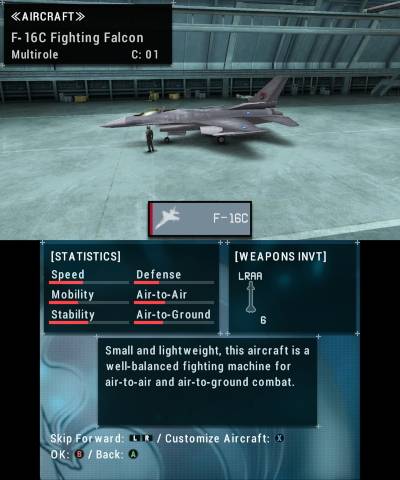 ≪AIRCRAFT≫
F-16C Fighting Falcon
Multirole C: 01
F-16C
[STATISTICS]
Speed Defense
Mobility Air-to-Air
Stability Air-to-Ground
[WEAPONS INVT]
LRAA
6
Small and lightweight, this aircraft is a
well-balanced fighting machine for
air-to-air and air-to-ground combat.
Skip Forward: L R / Customize Aircraft: X
OK: B / Back: A